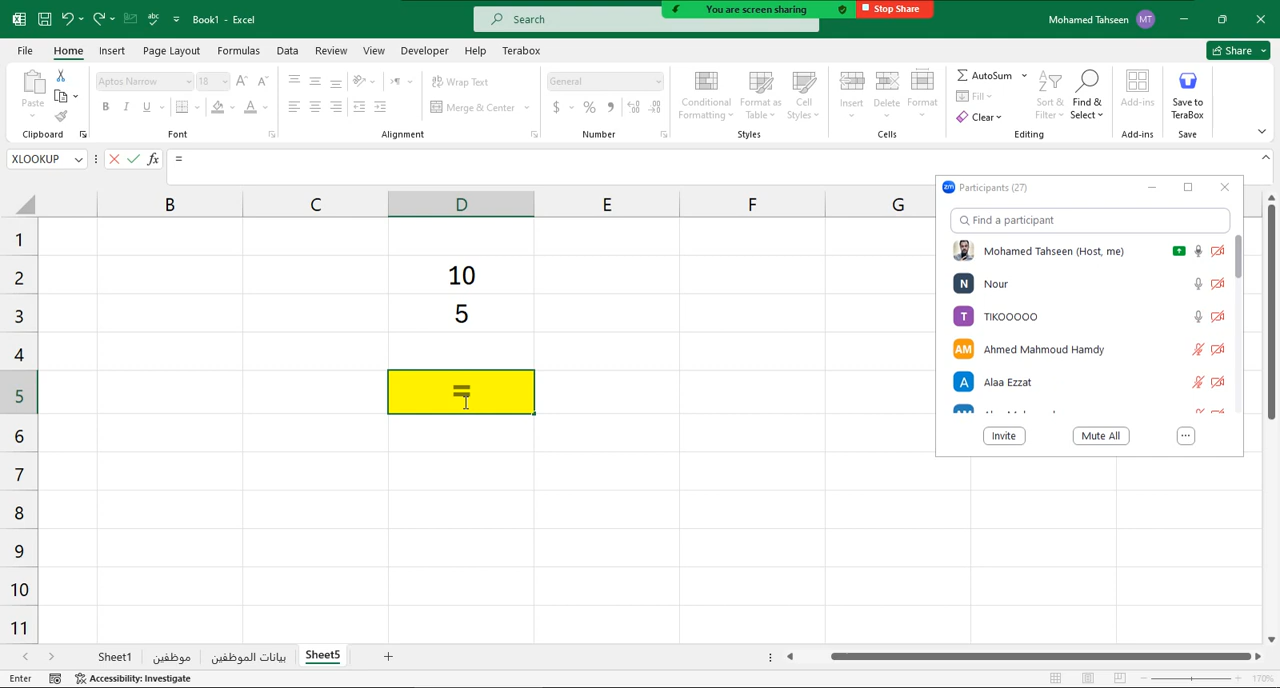 Book1 - Excel
Search
You are screen sharing
Stop Share
Mohamed Tahseen MT
File Home Insert Page Layout Formulas Data Review View Developer Help Terabox
Share
Paste
Aptos Narrow 18
Wrap Text
Merge & Center
General
Conditional Formatting
Format as Table
Cell Styles
Insert Delete Format
AutoSum
Fill
Clear
Sort & Filter
Find & Select
Add-ins
Save to TeraBox
Clipboard Font Alignment Number Styles Cells Editing Add-ins Save
XLOOKUP fx =
B C D E F G
1
2 10
3 5
4
5 =
6
7
8
9
10
11
zm Participants (27)
Find a participant
Mohamed Tahseen (Host, me)
N Nour
T TIKOOOOO
AM Ahmed Mahmoud Hamdy
A Alaa Ezzat
Invite Mute All ...
Sheet1 موظفين بيانات الموظفين Sheet5
Enter Accessibility: Investigate 170%